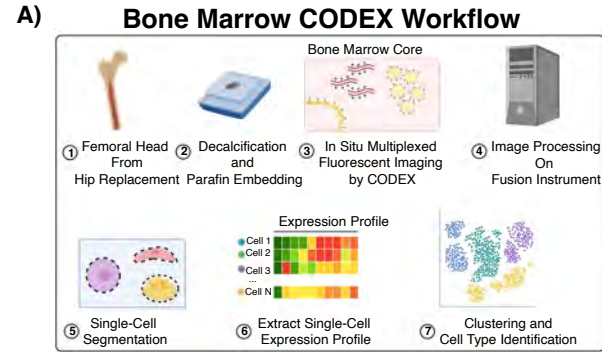 A)
Bone Marrow CODEX Workflow
Bone Marrow Core
1 Femoral Head
From
Hip Replacement
2 Decalcification
and
Parafin Embedding
3 In Situ Multiplexed
Fluorescent Imaging
by CODEX
4 Image Processing
On
Fusion Instrument
5 Single-Cell
Segmentation
Expression Profile
Cell 1
Cell 2
Cell 3
...
Cell N
6 Extract Single-Cell
Expression Profile
7 Clustering and
Cell Type Identification